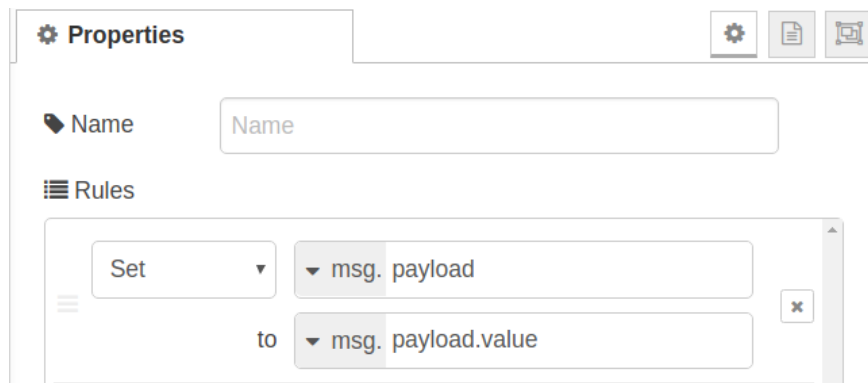 Properties
Name
Name
Rules
Set
msg. payload
to
msg. payload.value